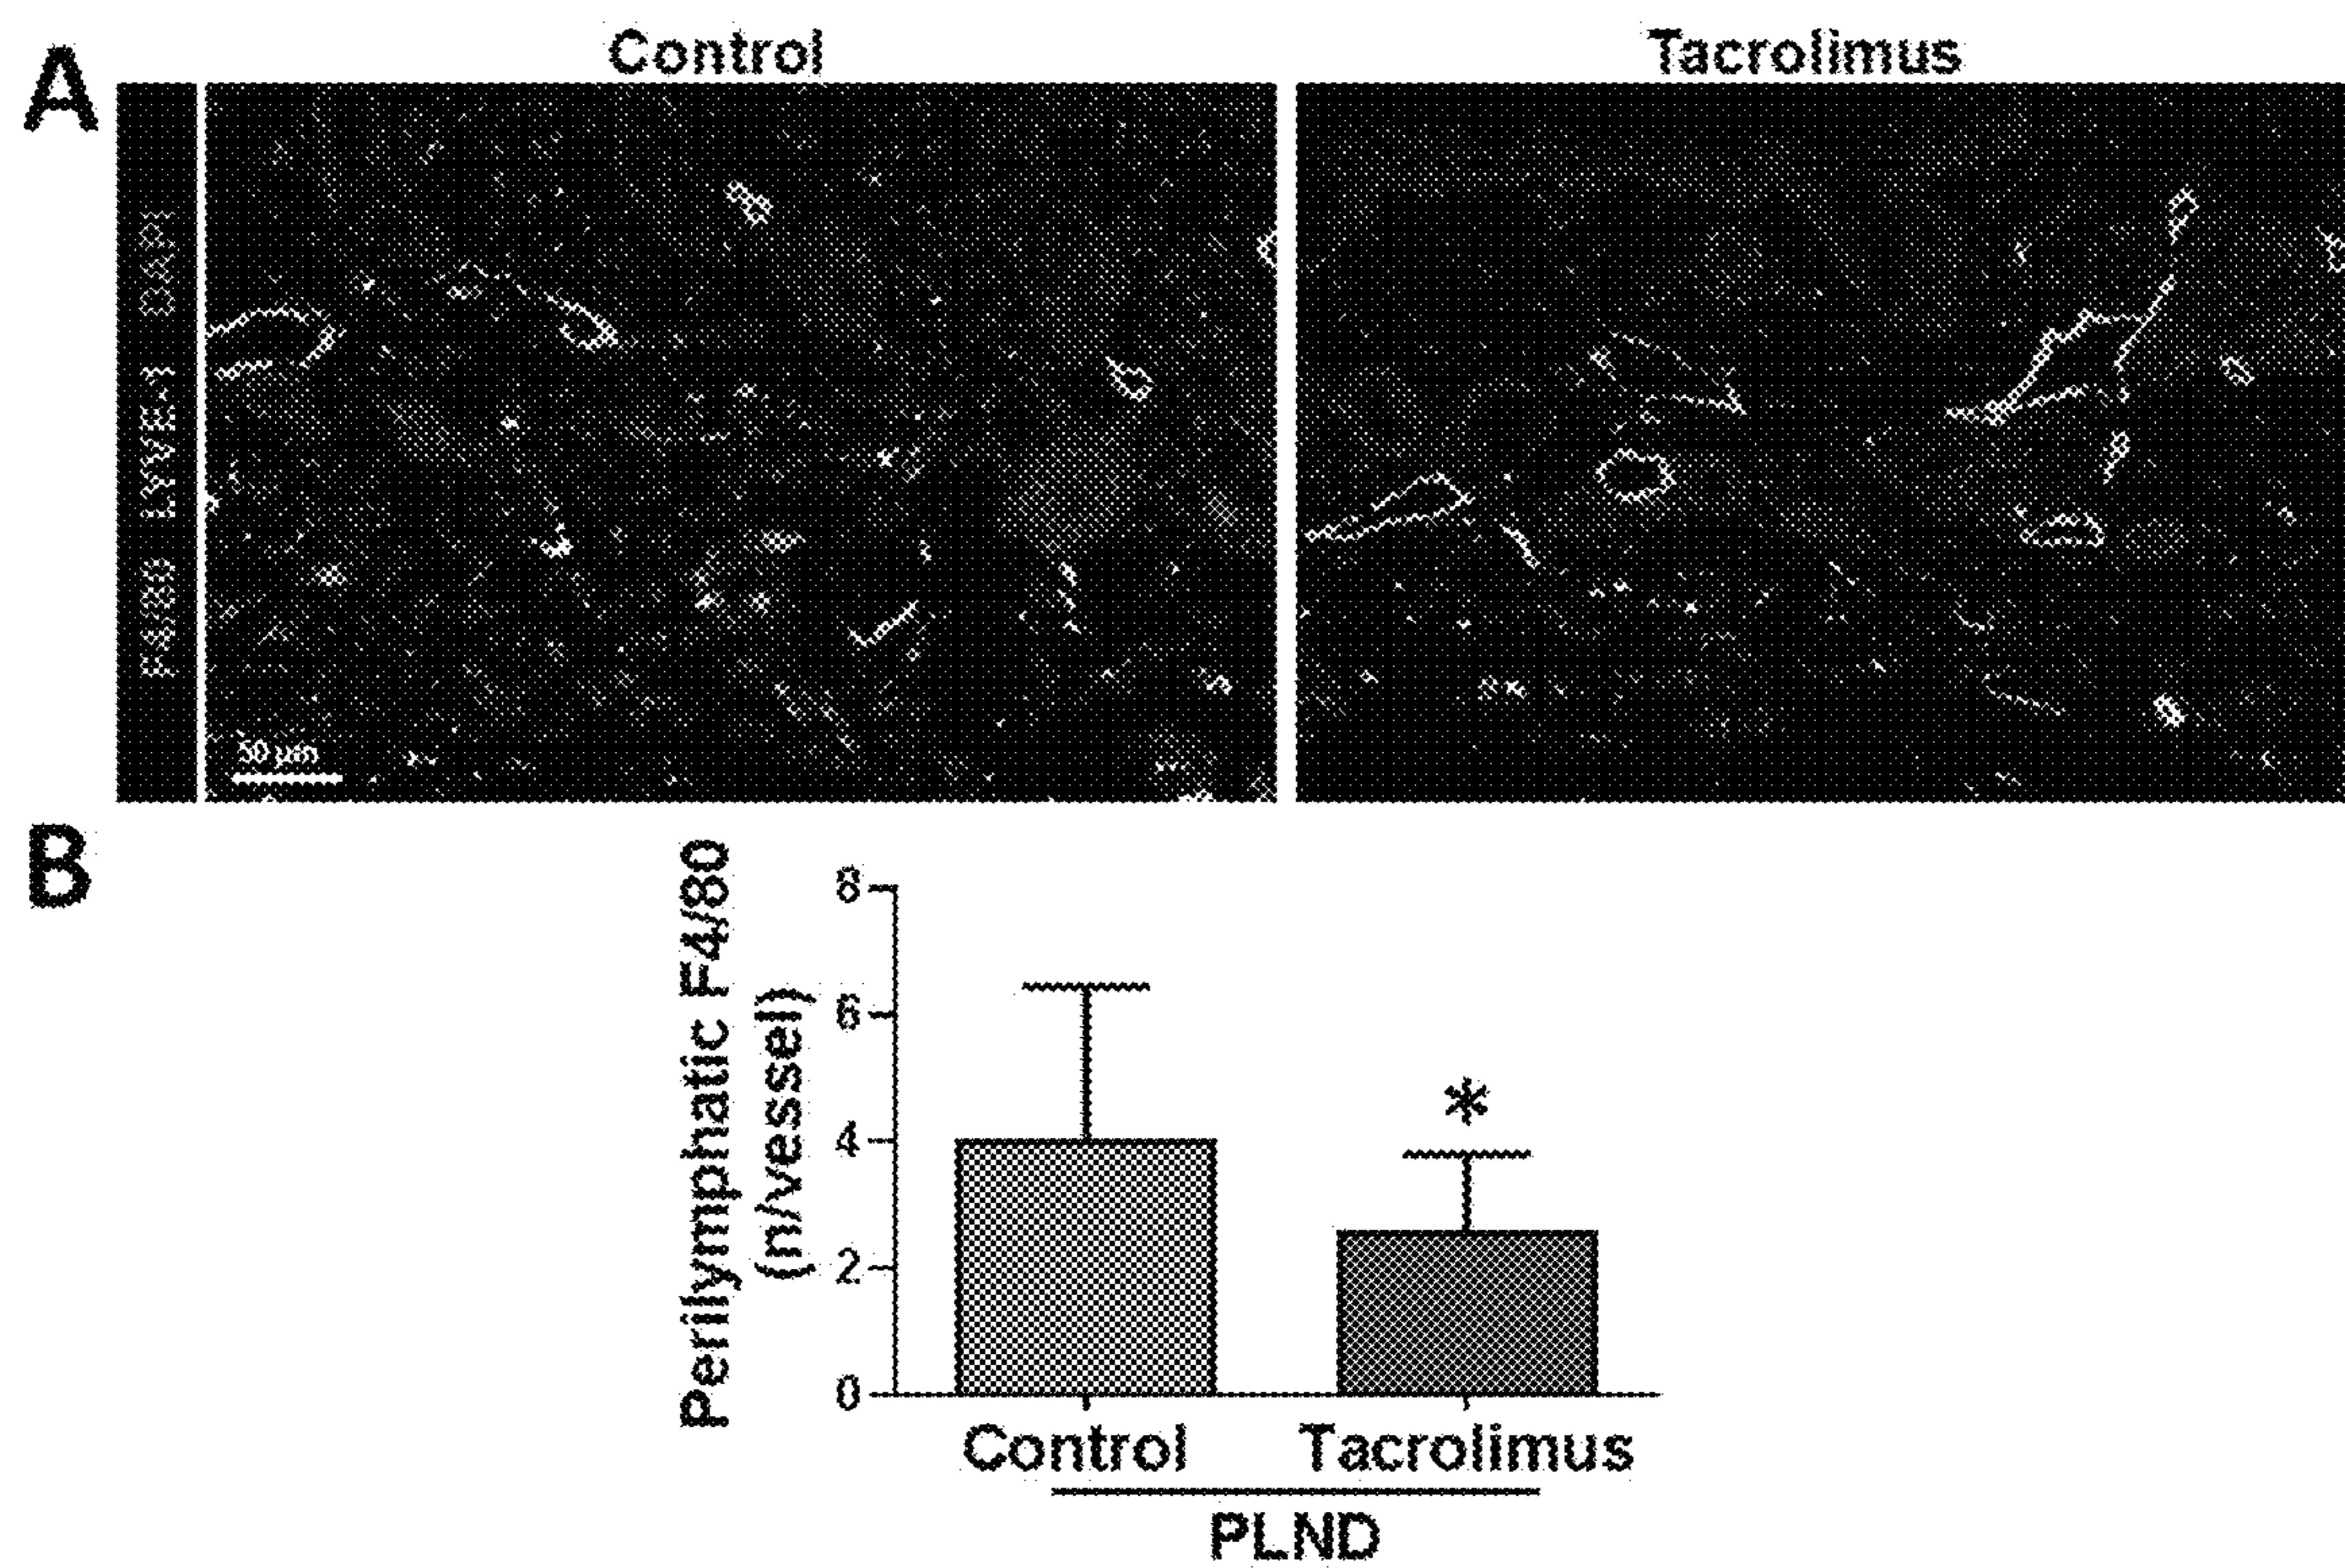 A
Control
Tacrolimus
F4/80 LYVE-1 DAPI
50 µm
B
Perilymphatic F4/80
(n/vessel)
8
6
4
2
0
*
Control
Tacrolimus
PLND